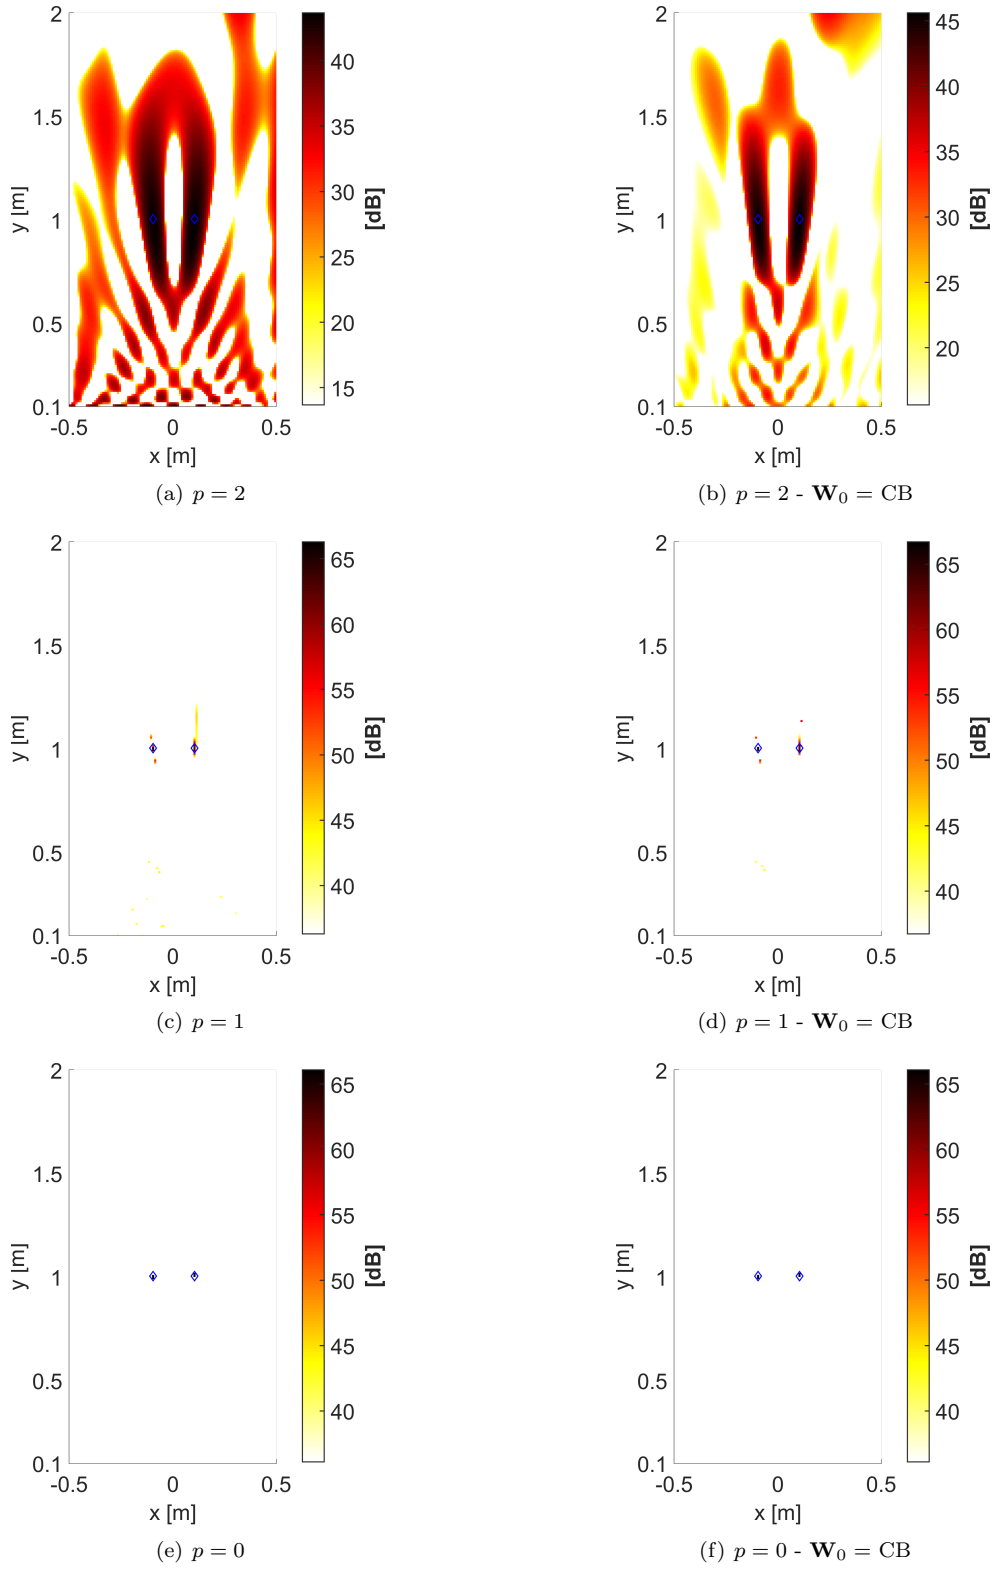 2
1.5
1
0.5
0.1
y [m]
-0.5 0 0.5
x [m]
40
35
30
25
20
15
[dB]
(a) p = 2
2
1.5
1
0.5
0.1
y [m]
-0.5 0 0.5
x [m]
45
40
35
30
25
20
[dB]
(b) p = 2 - W₀ = CB
2
1.5
1
0.5
0.1
y [m]
-0.5 0 0.5
x [m]
65
60
55
50
45
40
[dB]
(c) p = 1
2
1.5
1
0.5
0.1
y [m]
-0.5 0 0.5
x [m]
65
60
55
50
45
40
[dB]
(d) p = 1 - W₀ = CB
2
1.5
1
0.5
0.1
y [m]
-0.5 0 0.5
x [m]
65
60
55
50
45
40
[dB]
(e) p = 0
2
1.5
1
0.5
0.1
y [m]
-0.5 0 0.5
x [m]
65
60
55
50
45
40
[dB]
(f) p = 0 - W₀ = CB